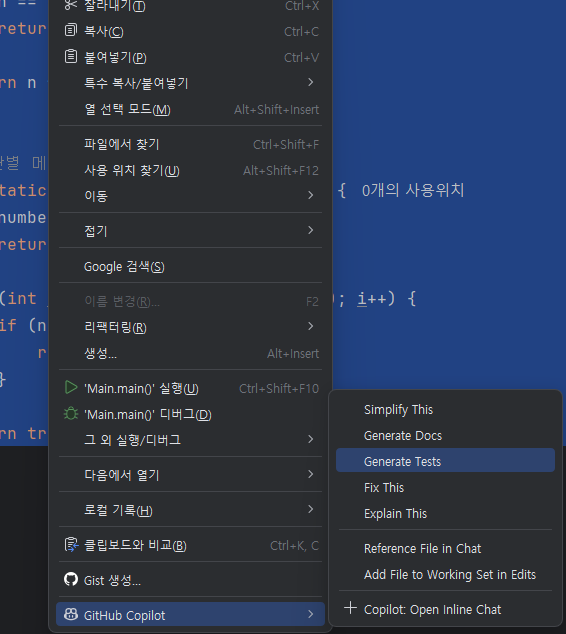 n ==
잘라내기(T) Ctrl+X
retur
복사(C) Ctrl+C
붙여넣기(P) Ctrl+V
rn n
특수 복사/붙여넣기
열 선택 모드(M) Alt+Shift+Insert
파일에서 찾기 Ctrl+Shift+F
판별 메
사용 위치 찾기(U) Alt+Shift+F12
tatic
이동
{ 0개의 사용위치
numbe
접기
retur
Google 검색(S)
이름 변경(R)... F2
(int
; i++) {
리팩터링(R)
if (n
생성... Alt+Insert
r
}
'Main.main()' 실행(U) Ctrl+Shift+F10
'Main.main()' 디버그(D)
rn tr
그 외 실행/디버그
다음에서 열기
로컬 기록(H)
클립보드와 비교(B) Ctrl+K, C
Gist 생성...
GitHub Copilot
Simplify This
Generate Docs
Generate Tests
Fix This
Explain This
Reference File in Chat
Add File to Working Set in Edits
Copilot: Open Inline Chat